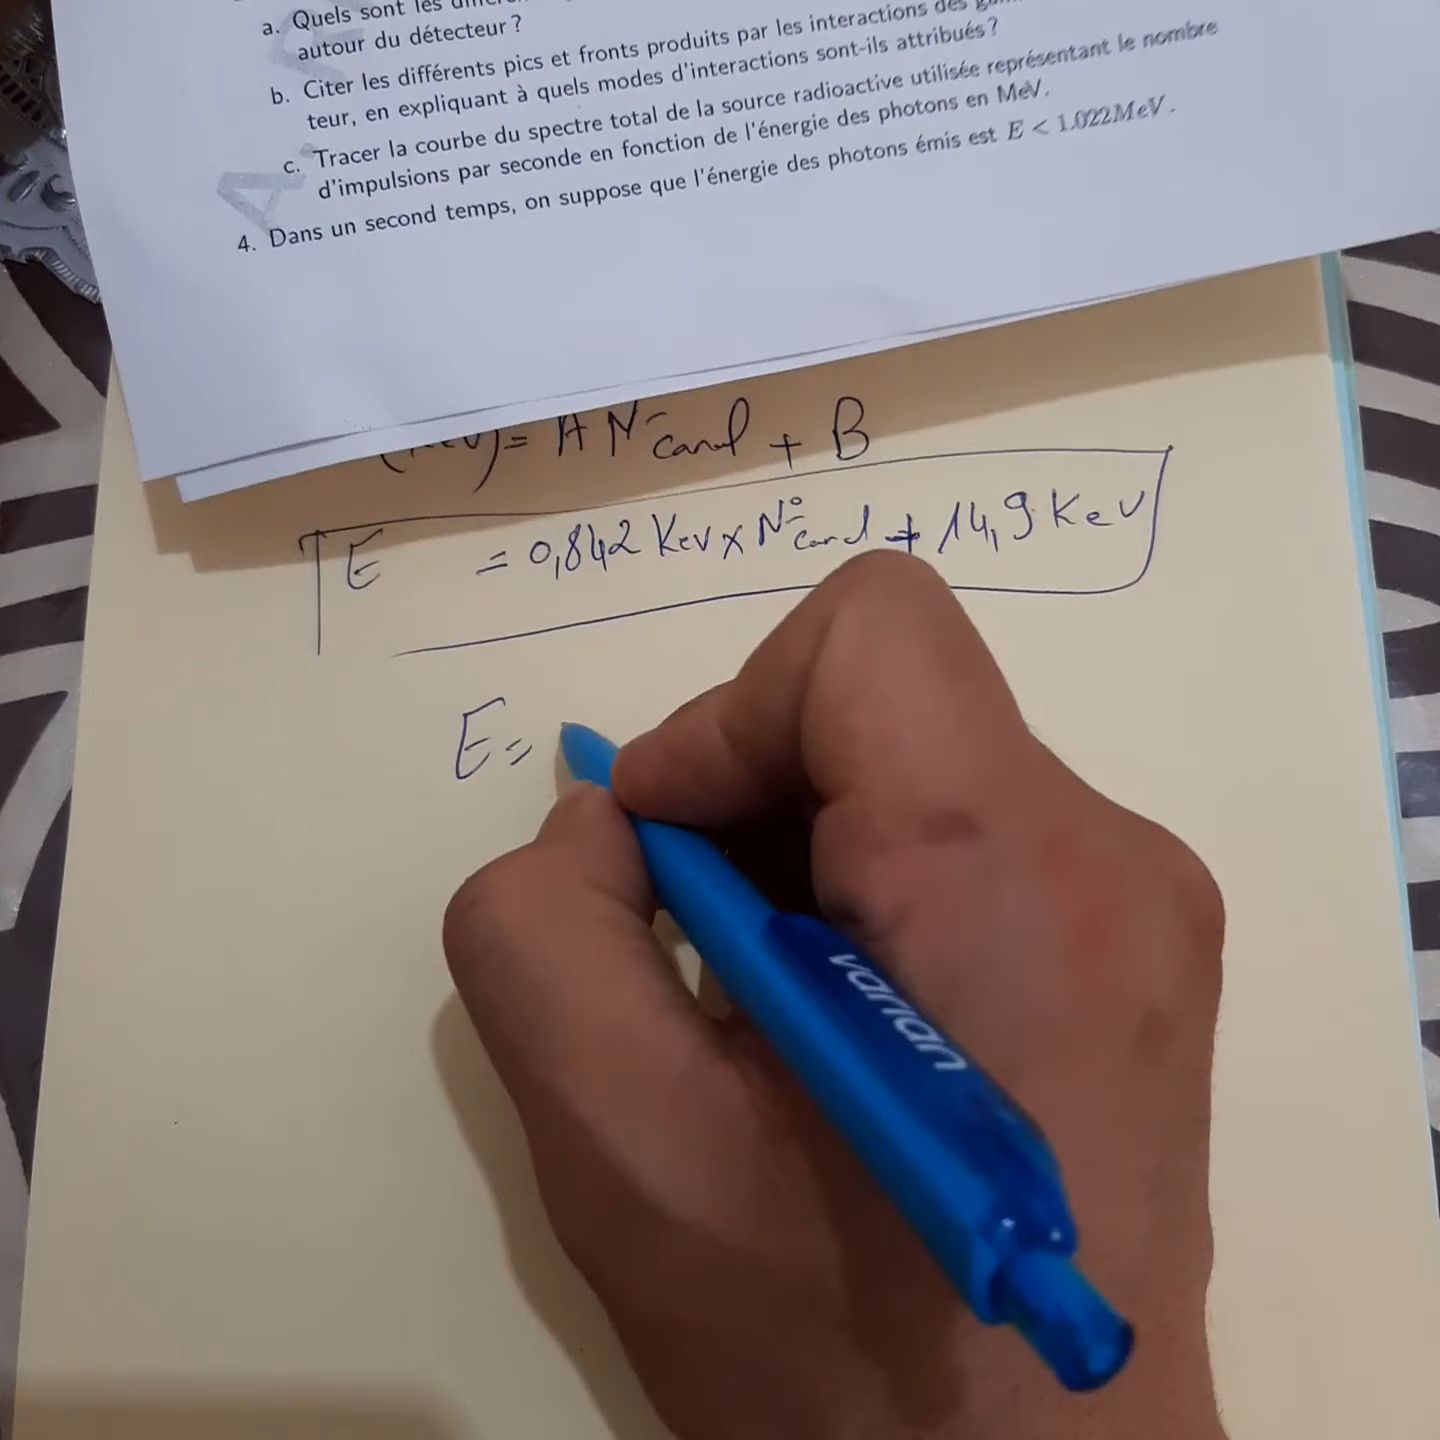 a. Quels sont les
autour du détecteur ?
b. Citer les différents pics et fronts produits par les interactions des
teur, en expliquant à quels modes d'interactions sont-ils attribués ?
c. Tracer la courbe du spectre total de la source radioactive utilisée représentant le nombre
d'impulsions par seconde en fonction de l'énergie des photons en MeV.
4. Dans un second temps, on suppose que l'énergie des photons émis est E < 1.022MeV.
= A N° canal + B
E = 0,842 KeV x N° canal + 14,9 KeV
E =
varian